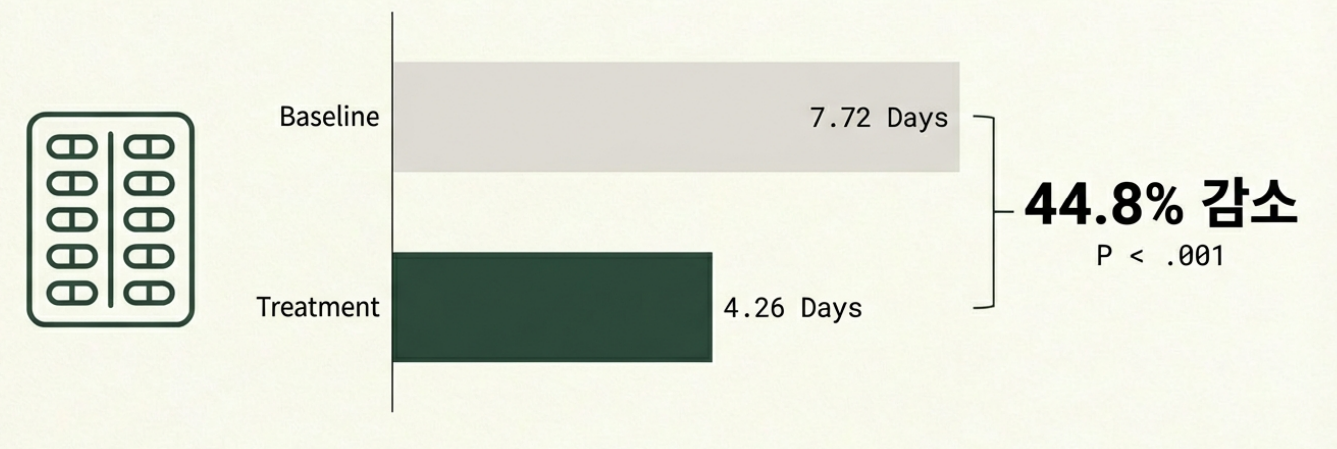 Baseline
7.72 Days
44.8% 감소
P < .001
Treatment
4.26 Days